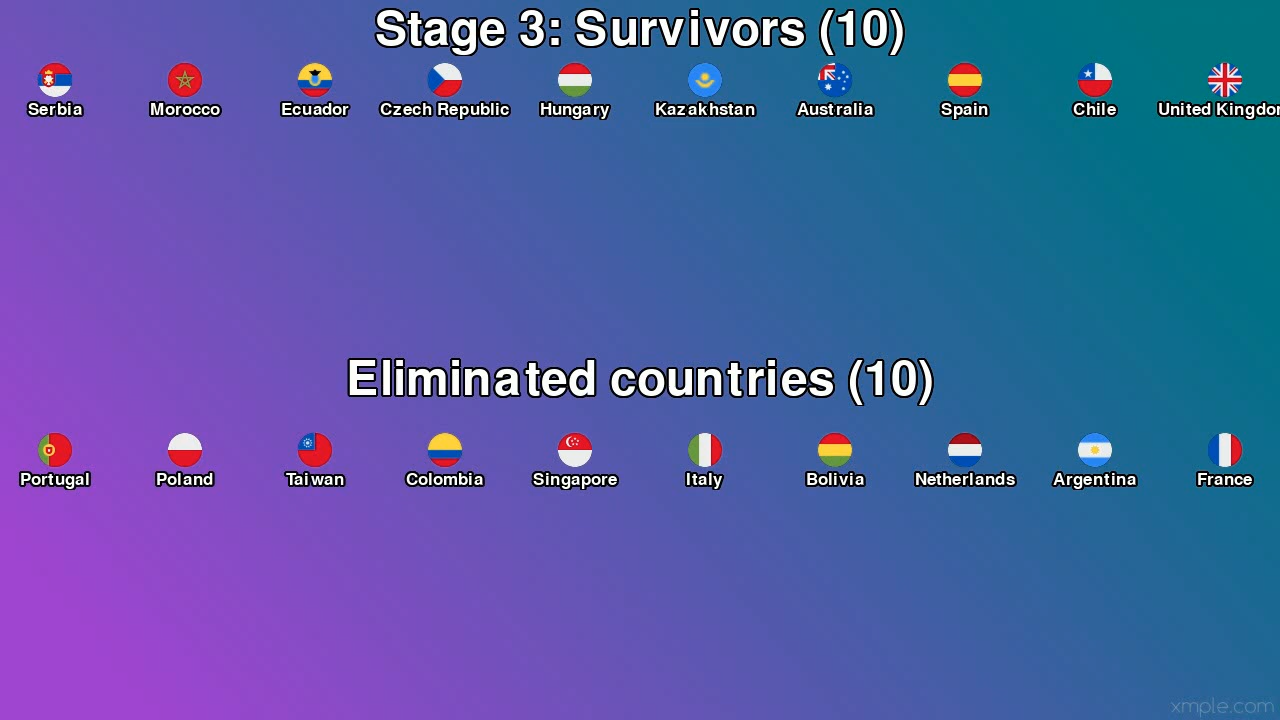 Stage 3: Survivors (10)
Serbia Morocco Ecuador Czech Republic Hungary Kazakhstan Australia Spain Chile United Kingdom
Eliminated countries (10)
Portugal Poland Taiwan Colombia Singapore Italy Bolivia Netherlands Argentina France
xmple.com